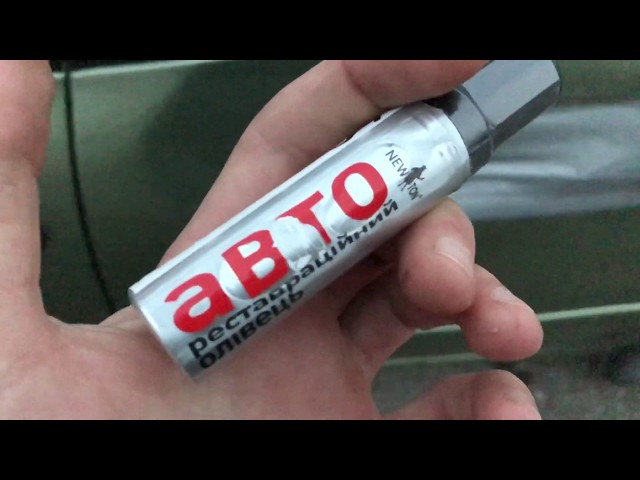 NEW TON
авто
реставраційний
олівець